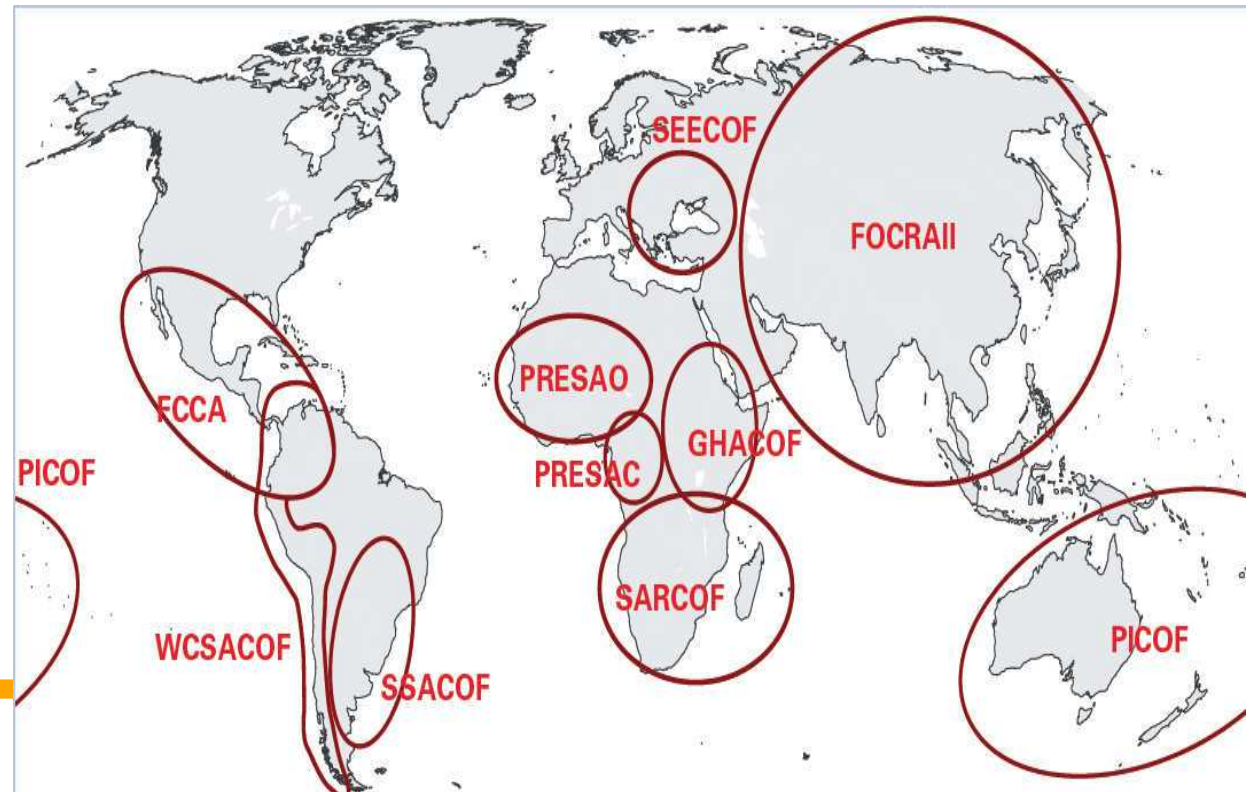 SEECOF
FOCRAII
PRESAO
FCCA
GHACOF
PICOF
PRESAC
SARCOF
WCSACOF
PICOF
SSACOF